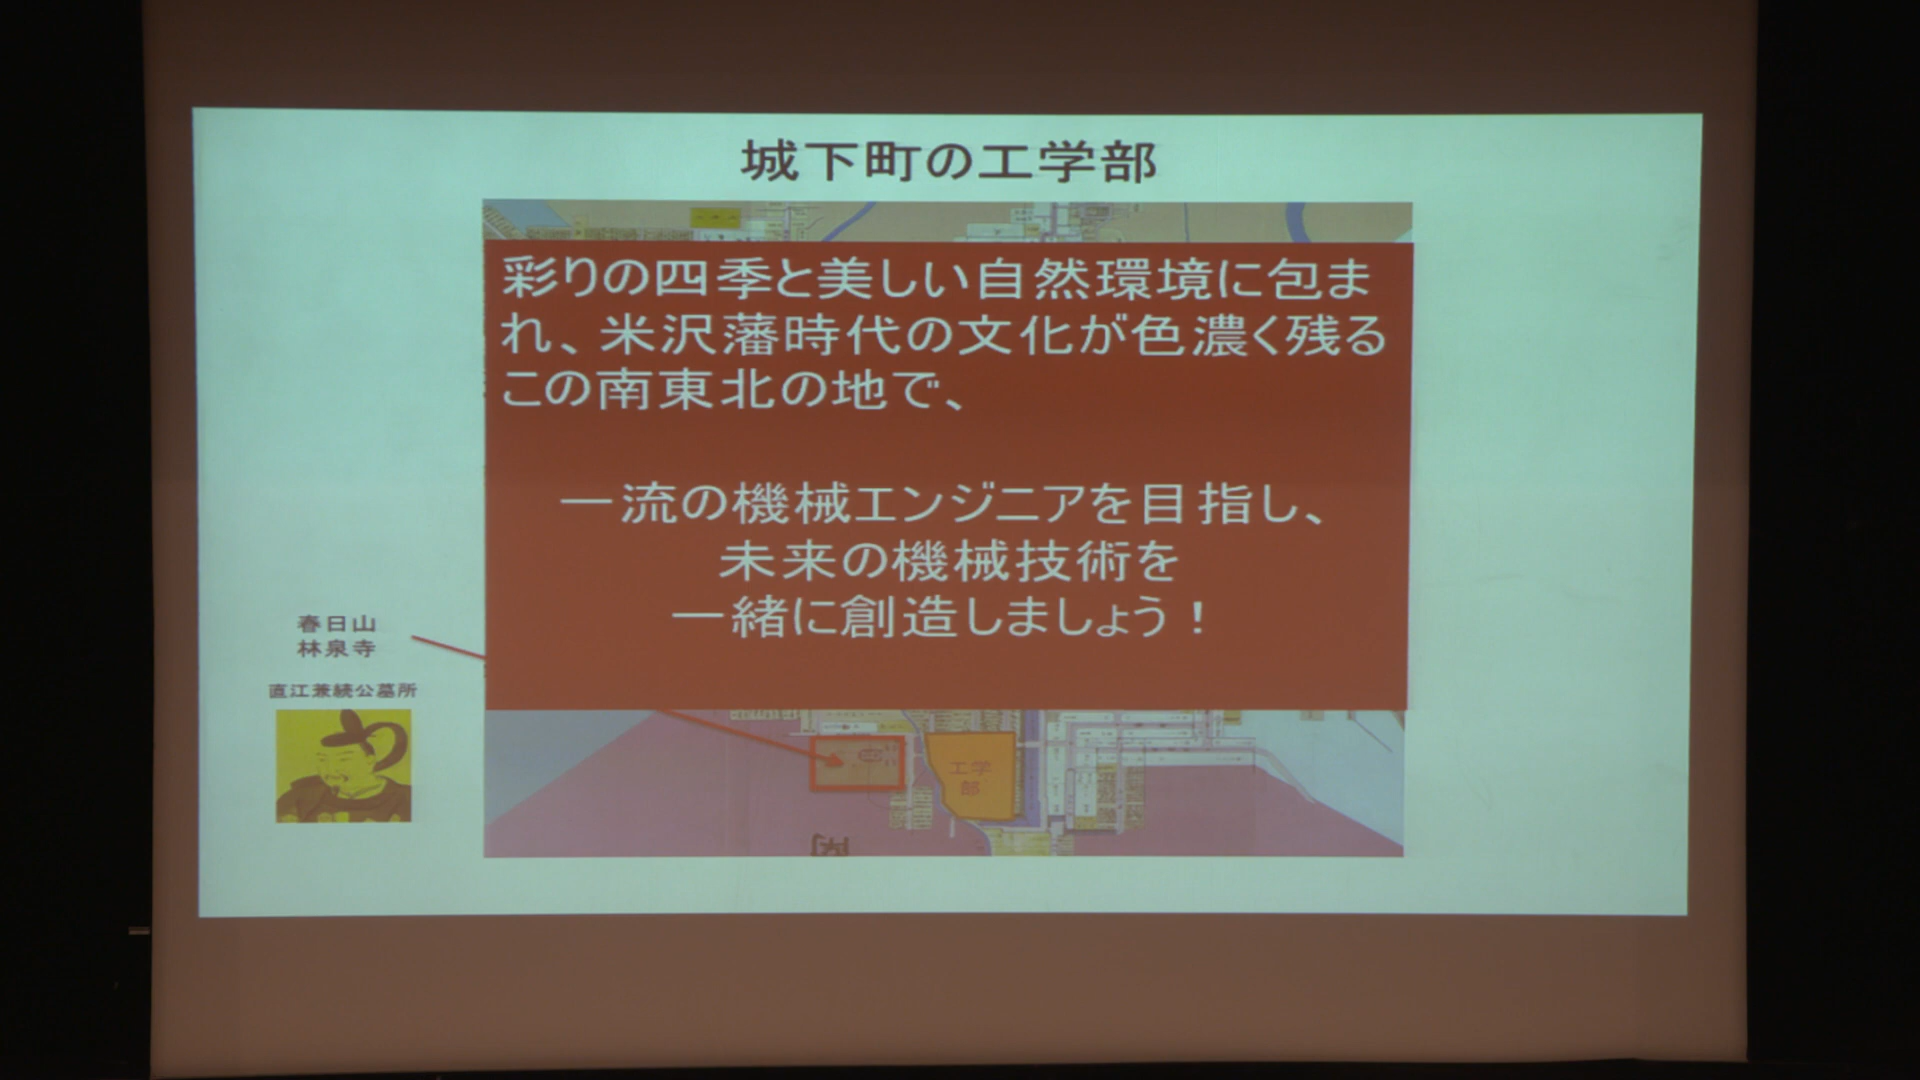 城下町の工学部
彩りの四季と美しい自然環境に包ま
れ、米沢藩時代の文化が色濃く残る
この南東北の地で、
一流の機械エンジニアを目指し、
未来の機械技術を
一緒に創造しましょう！
春日山
林泉寺
直江兼続公墓所
工学
部